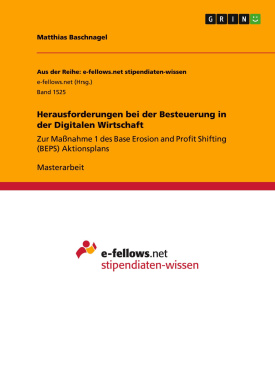 GRIN
Matthias Baschnagel
Aus der Reihe: e-fellows.net stipendiaten-wissen
e-fellows.net (Hrsg.)
Band 1525
Herausforderungen bei der Besteuerung in
der Digitalen Wirtschaft
Zur Maßnahme 1 des Base Erosion and Profit Shifting
(BEPS) Aktionsplans
Masterarbeit
e-fellows.net
stipendiaten-wissen